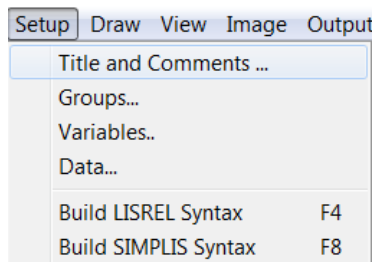 Setup Draw View Image Output
Title and Comments ...
Groups...
Variables..
Data...
Build LISREL Syntax F4
Build SIMPLIS Syntax F8